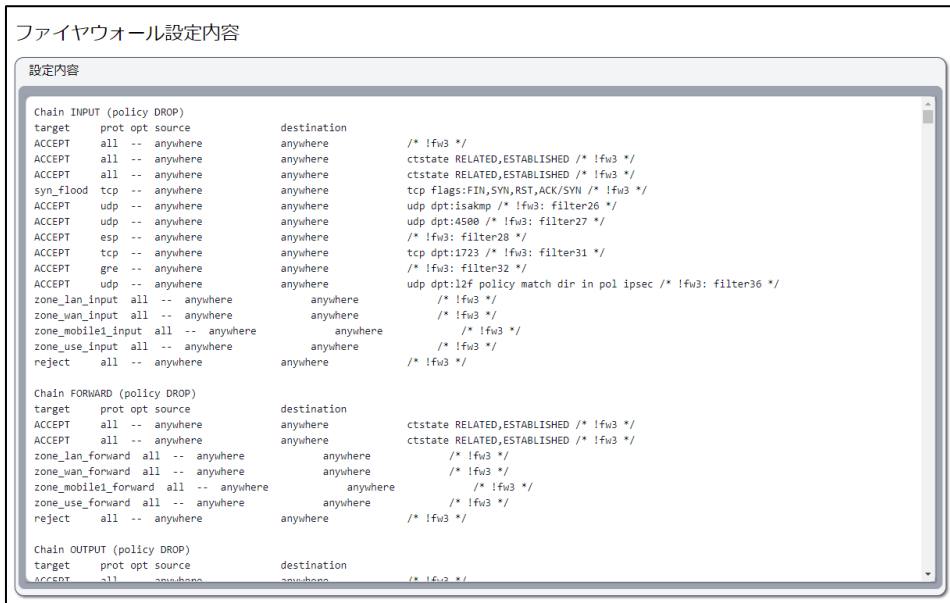 ファイヤウォール設定内容
設定内容
Chain INPUT (policy DROP)
target     prot opt source               destination
ACCEPT     all  --  anywhere             anywhere             /* !fw3 */
ACCEPT     all  --  anywhere             anywhere             ctstate RELATED,ESTABLISHED /* !fw3 */
ACCEPT     all  --  anywhere             anywhere             ctstate RELATED,ESTABLISHED /* !fw3 */
syn_flood  tcp  --  anywhere             anywhere             tcp flags:FIN,SYN,RST,ACK/SYN /* !fw3 */
ACCEPT     udp  --  anywhere             anywhere             udp dpt:isakmp /* !fw3: filter26 */
ACCEPT     udp  --  anywhere             anywhere             udp dpt:4500 /* !fw3: filter27 */
ACCEPT     esp  --  anywhere             anywhere             /* !fw3: filter28 */
ACCEPT     tcp  --  anywhere             anywhere             tcp dpt:1723 /* !fw3: filter31 */
ACCEPT     gre  --  anywhere             anywhere             /* !fw3: filter32 */
ACCEPT     udp  --  anywhere             anywhere             udp dpt:l2f policy match dir in pol ipsec /* !fw3: filter36 */
zone_lan_input  all  --  anywhere             anywhere             /* !fw3 */
zone_wan_input  all  --  anywhere             anywhere             /* !fw3 */
zone_mobile1_input  all  --  anywhere             anywhere             /* !fw3 */
zone_use_input  all  --  anywhere             anywhere             /* !fw3 */
reject     all  --  anywhere             anywhere             /* !fw3 */
Chain FORWARD (policy DROP)
target     prot opt source               destination
ACCEPT     all  --  anywhere             anywhere             ctstate RELATED,ESTABLISHED /* !fw3 */
ACCEPT     all  --  anywhere             anywhere             ctstate RELATED,ESTABLISHED /* !fw3 */
zone_lan_forward  all  --  anywhere             anywhere             /* !fw3 */
zone_wan_forward  all  --  anywhere             anywhere             /* !fw3 */
zone_mobile1_forward  all  --  anywhere             anywhere             /* !fw3 */
zone_use_forward  all  --  anywhere             anywhere             /* !fw3 */
reject     all  --  anywhere             anywhere             /* !fw3 */
Chain OUTPUT (policy DROP)
target     prot opt source               destination
ACCEPT     all  --  anywhere             anywhere             /* !fw3 */